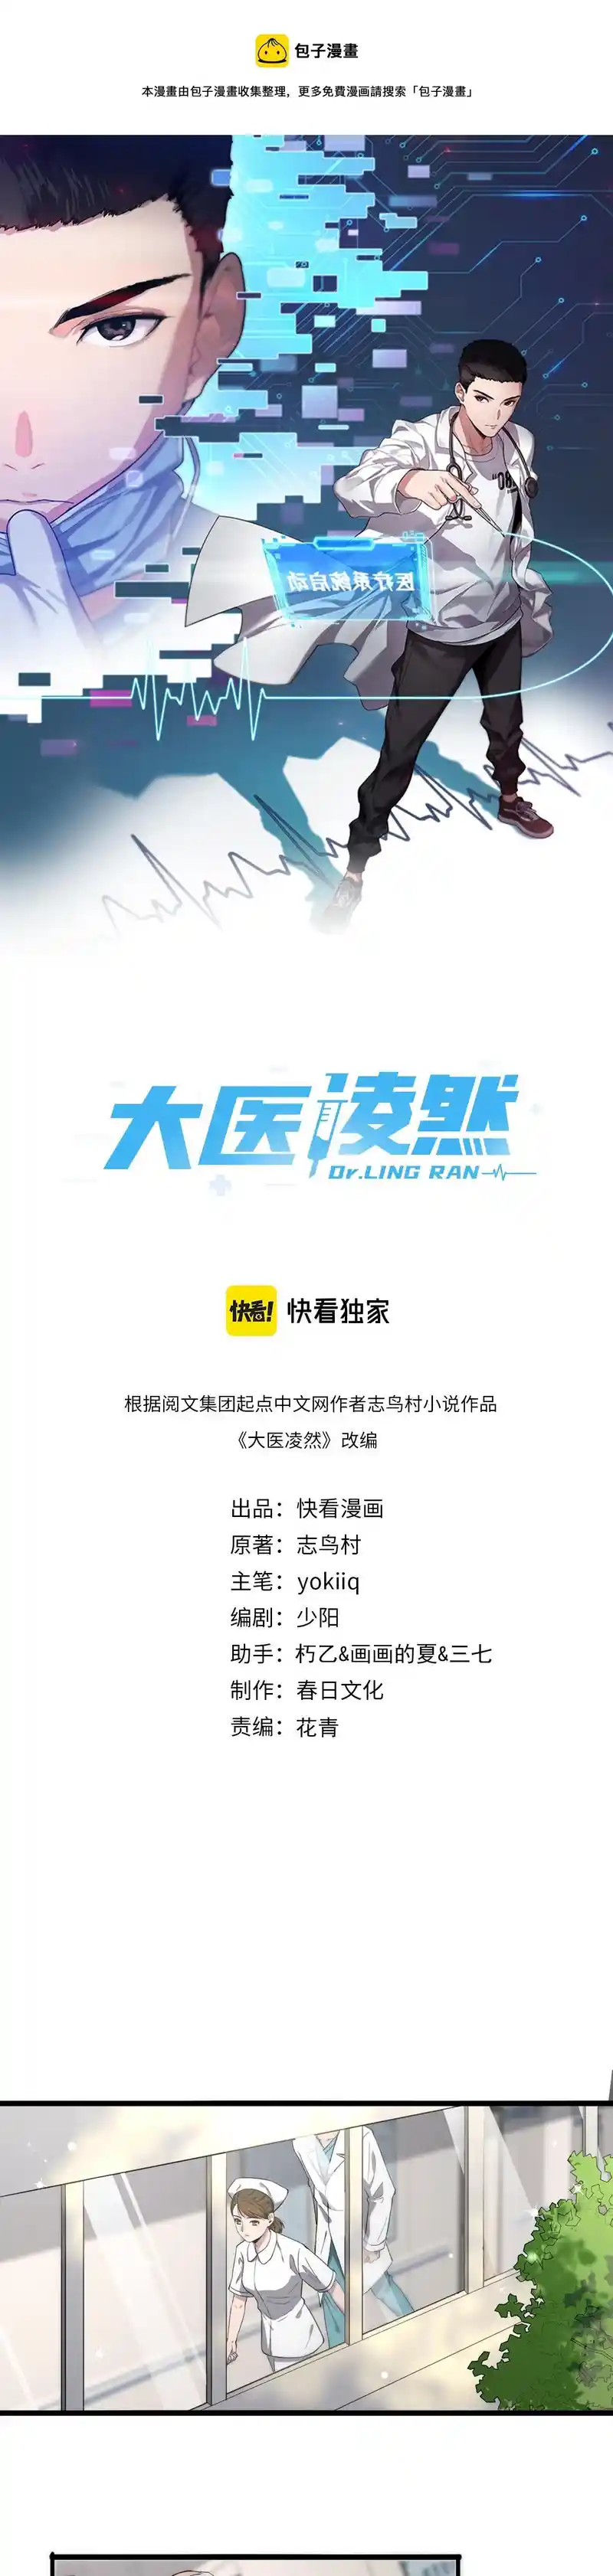 包子漫畫
本漫畫由包子漫畫收集整理，更多免費漫画請搜索「包子漫畫」
"08
医疗系统启动
大医凌然
Dr.LING RAN
快看！ 快看独家
根据阅文集团起点中文网作者志鸟村小说作品
《大医凌然》改编
出品：快看漫画
原著：志鸟村
主笔：yokiiq
编剧：少阳
助手：朽乙&画画的夏&三七
制作：春日文化
责编：花青